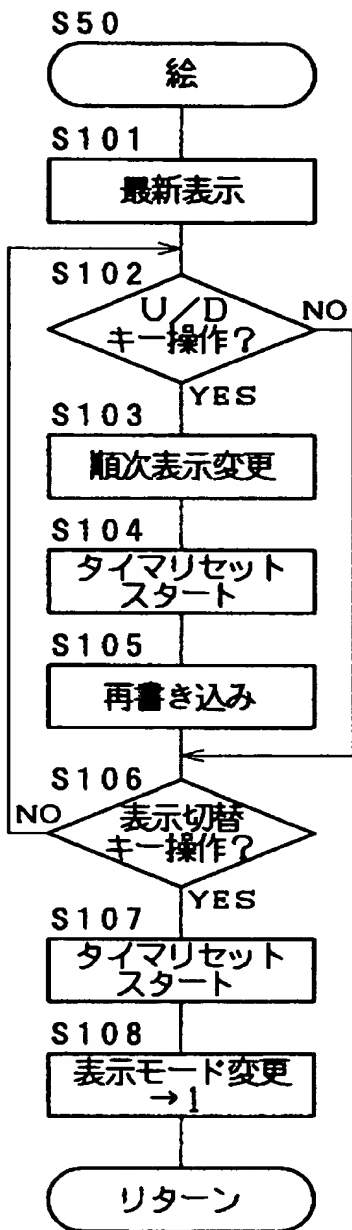 S50
絵
S101
最新表示
S102
U／D
キー操作？
NO
YES
S103
順次表示変更
S104
タイマリセット
スタート
S105
再書き込み
S106
表示切替
キー操作？
NO
YES
S107
タイマリセット
スタート
S108
表示モード変更
→1
リターン